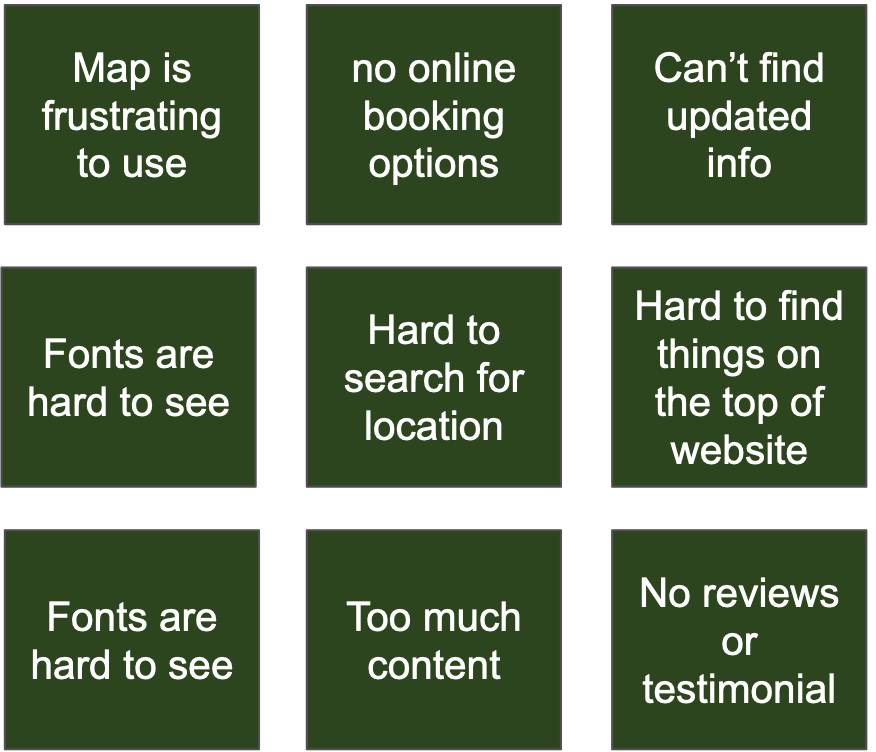 Map is
frustrating
to use
no online
booking
options
Can’t find
updated
info
Fonts are
hard to see
Hard to
search for
location
Hard to find
things on
the top of
website
Fonts are
hard to see
Too much
content
No reviews
or
testimonial